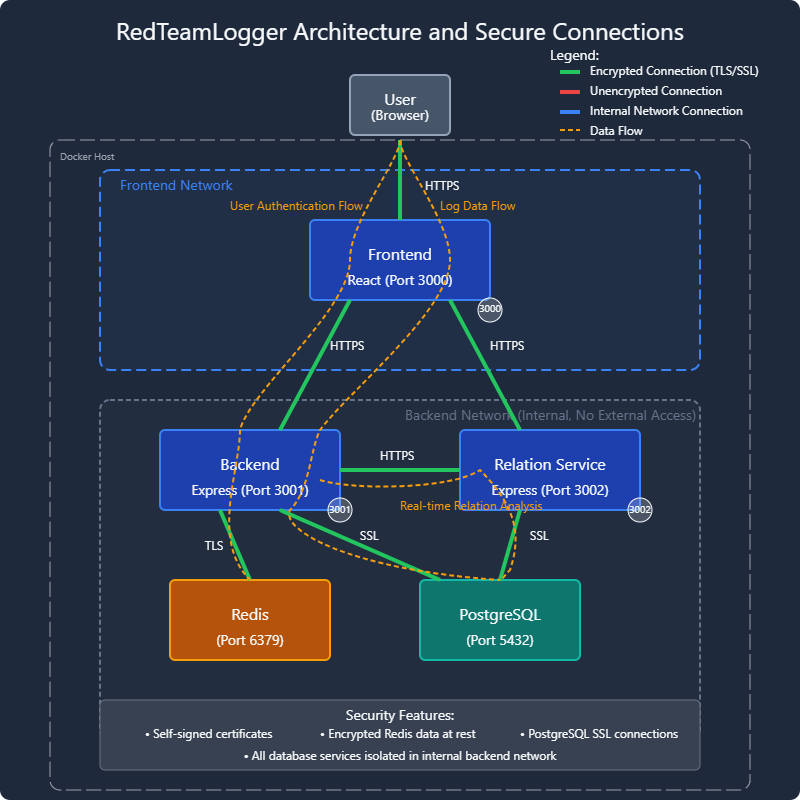 RedTeamLogger Architecture and Secure Connections
Legend:
Encrypted Connection (TLS/SSL)
Unencrypted Connection
Internal Network Connection
Data Flow
User
(Browser)
Docker Host
Frontend Network
HTTPS
User Authentication Flow
Log Data Flow
Frontend
React (Port 3000)
3000
HTTPS
HTTPS
Backend Network (Internal, No External Access)
Backend
Express (Port 3001)
3001
HTTPS
Relation Service
Express (Port 3002)
3002
Real-time Relation Analysis
TLS
SSL
SSL
Redis
(Port 6379)
PostgreSQL
(Port 5432)
Security Features:
• Self-signed certificates
• Encrypted Redis data at rest
• PostgreSQL SSL connections
• All database services isolated in internal backend network